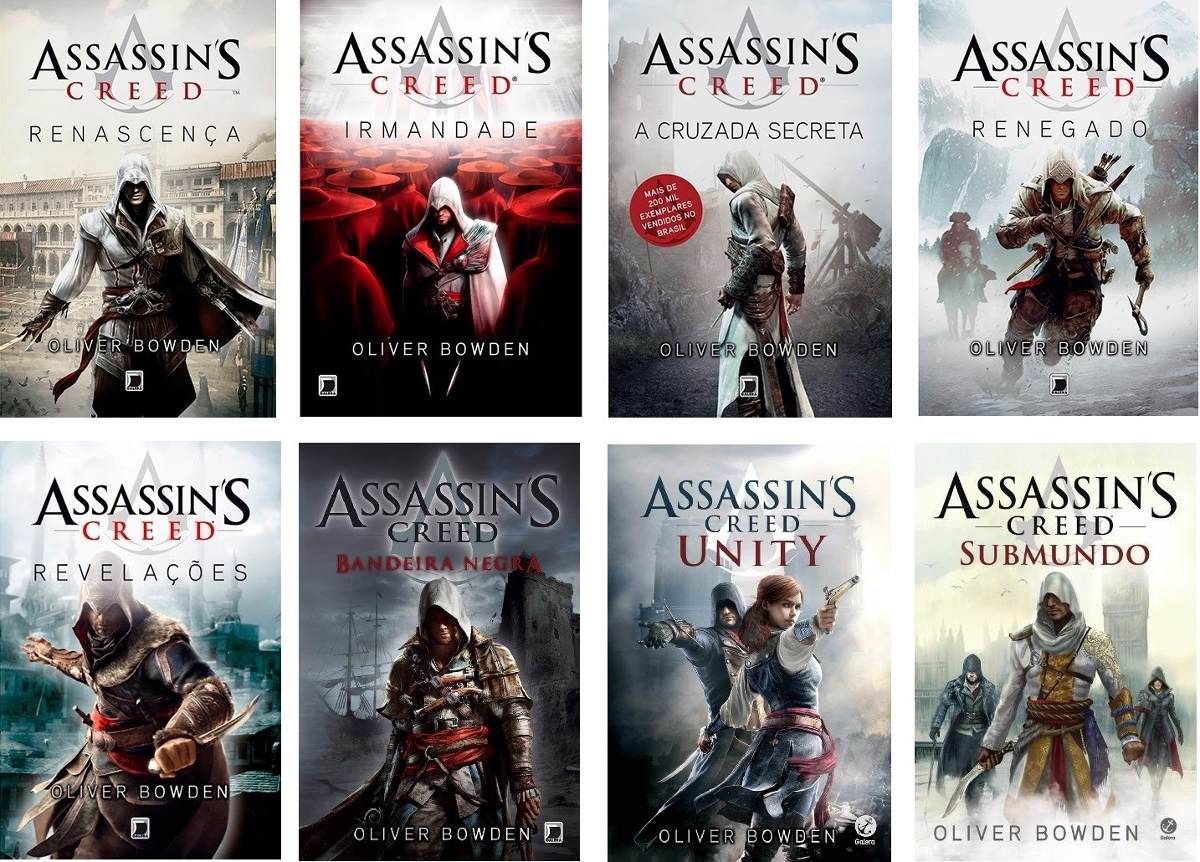 ASSASSIN'S
CREED™
RENASCENÇA
OLIVER BOWDEN
ASSASSIN'S
CREED®
IRMANDADE
OLIVER BOWDEN
ASSASSIN'S
CREED®
A CRUZADA SECRETA
MAIS DE
200 MIL
EXEMPLARES
VENDIDOS NO
BRASIL
OLIVER BOWDEN
ASSASSIN'S
CREED
RENEGADO
OLIVER BOWDEN
ASSASSIN'S
CREED
REVELAÇÕES
OLIVER BOWDEN
ASSASSIN'S
CREED
BANDEIRA NEGRA
OLIVER BOWDEN
ASSASSIN'S
CREED
UNITY
OLIVER BOWDEN
Galera
ASSASSIN'S
CREED
SUBMUNDO
OLIVER BOWDEN
Galera